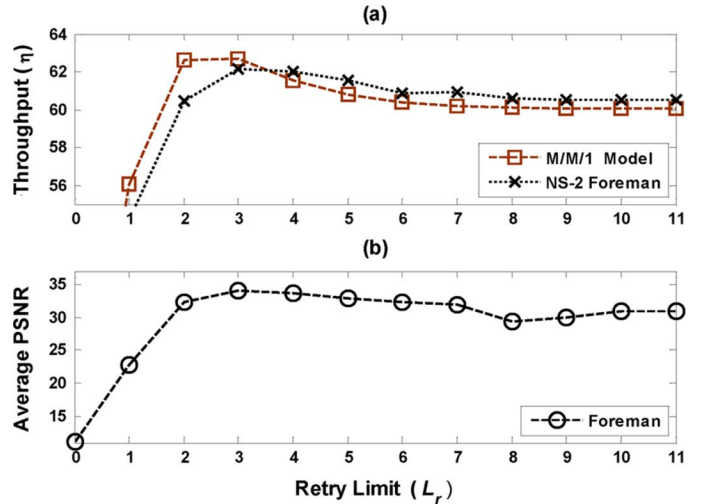 (a)
Throughput (η)
64
62
60
58
56
M/M/1 Model
NS-2 Foreman
0 1 2 3 4 5 6 7 8 9 10 11
(b)
Average PSNR
35
30
25
20
15
Foreman
0 1 2 3 4 5 6 7 8 9 10 11
Retry Limit (Lr)